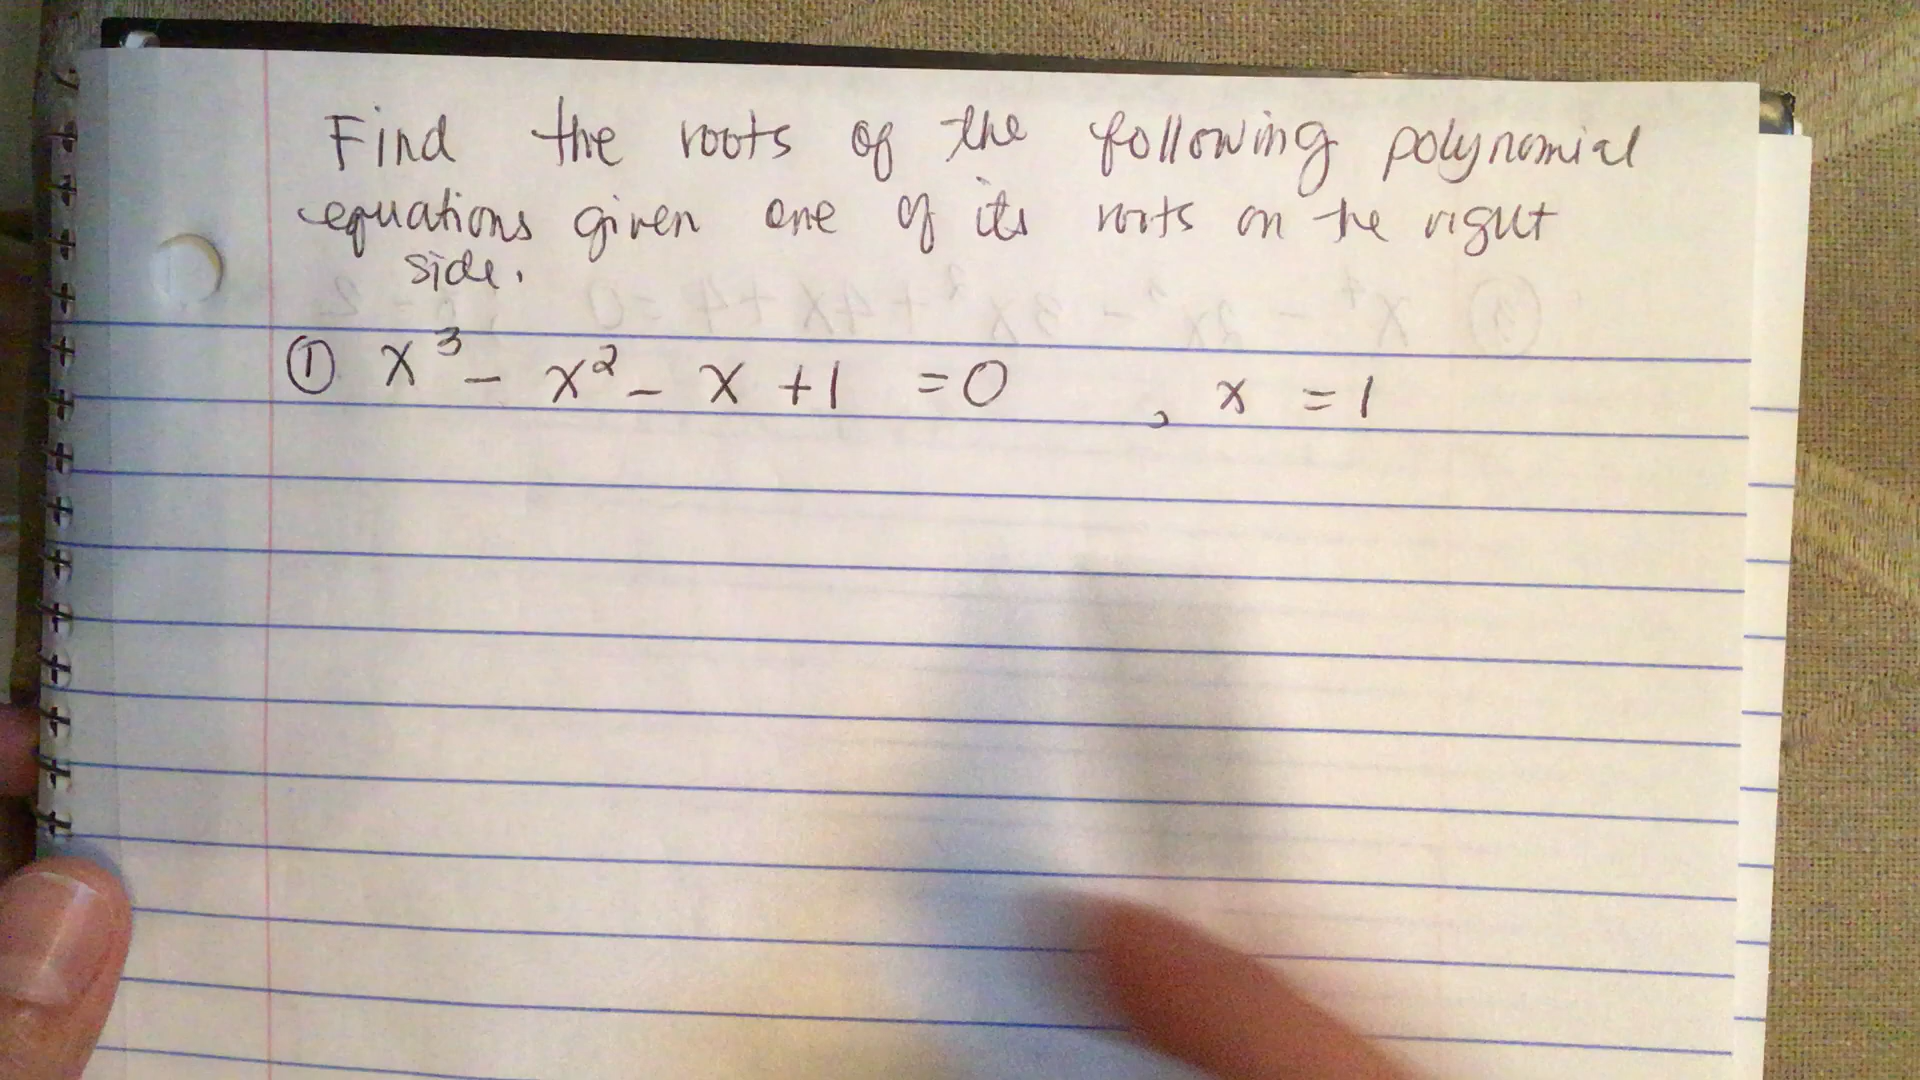 Find the roots of the following polynomial
equations given one of its roots on the right
side.
① x³ - x² - x + 1 = 0 , x = 1